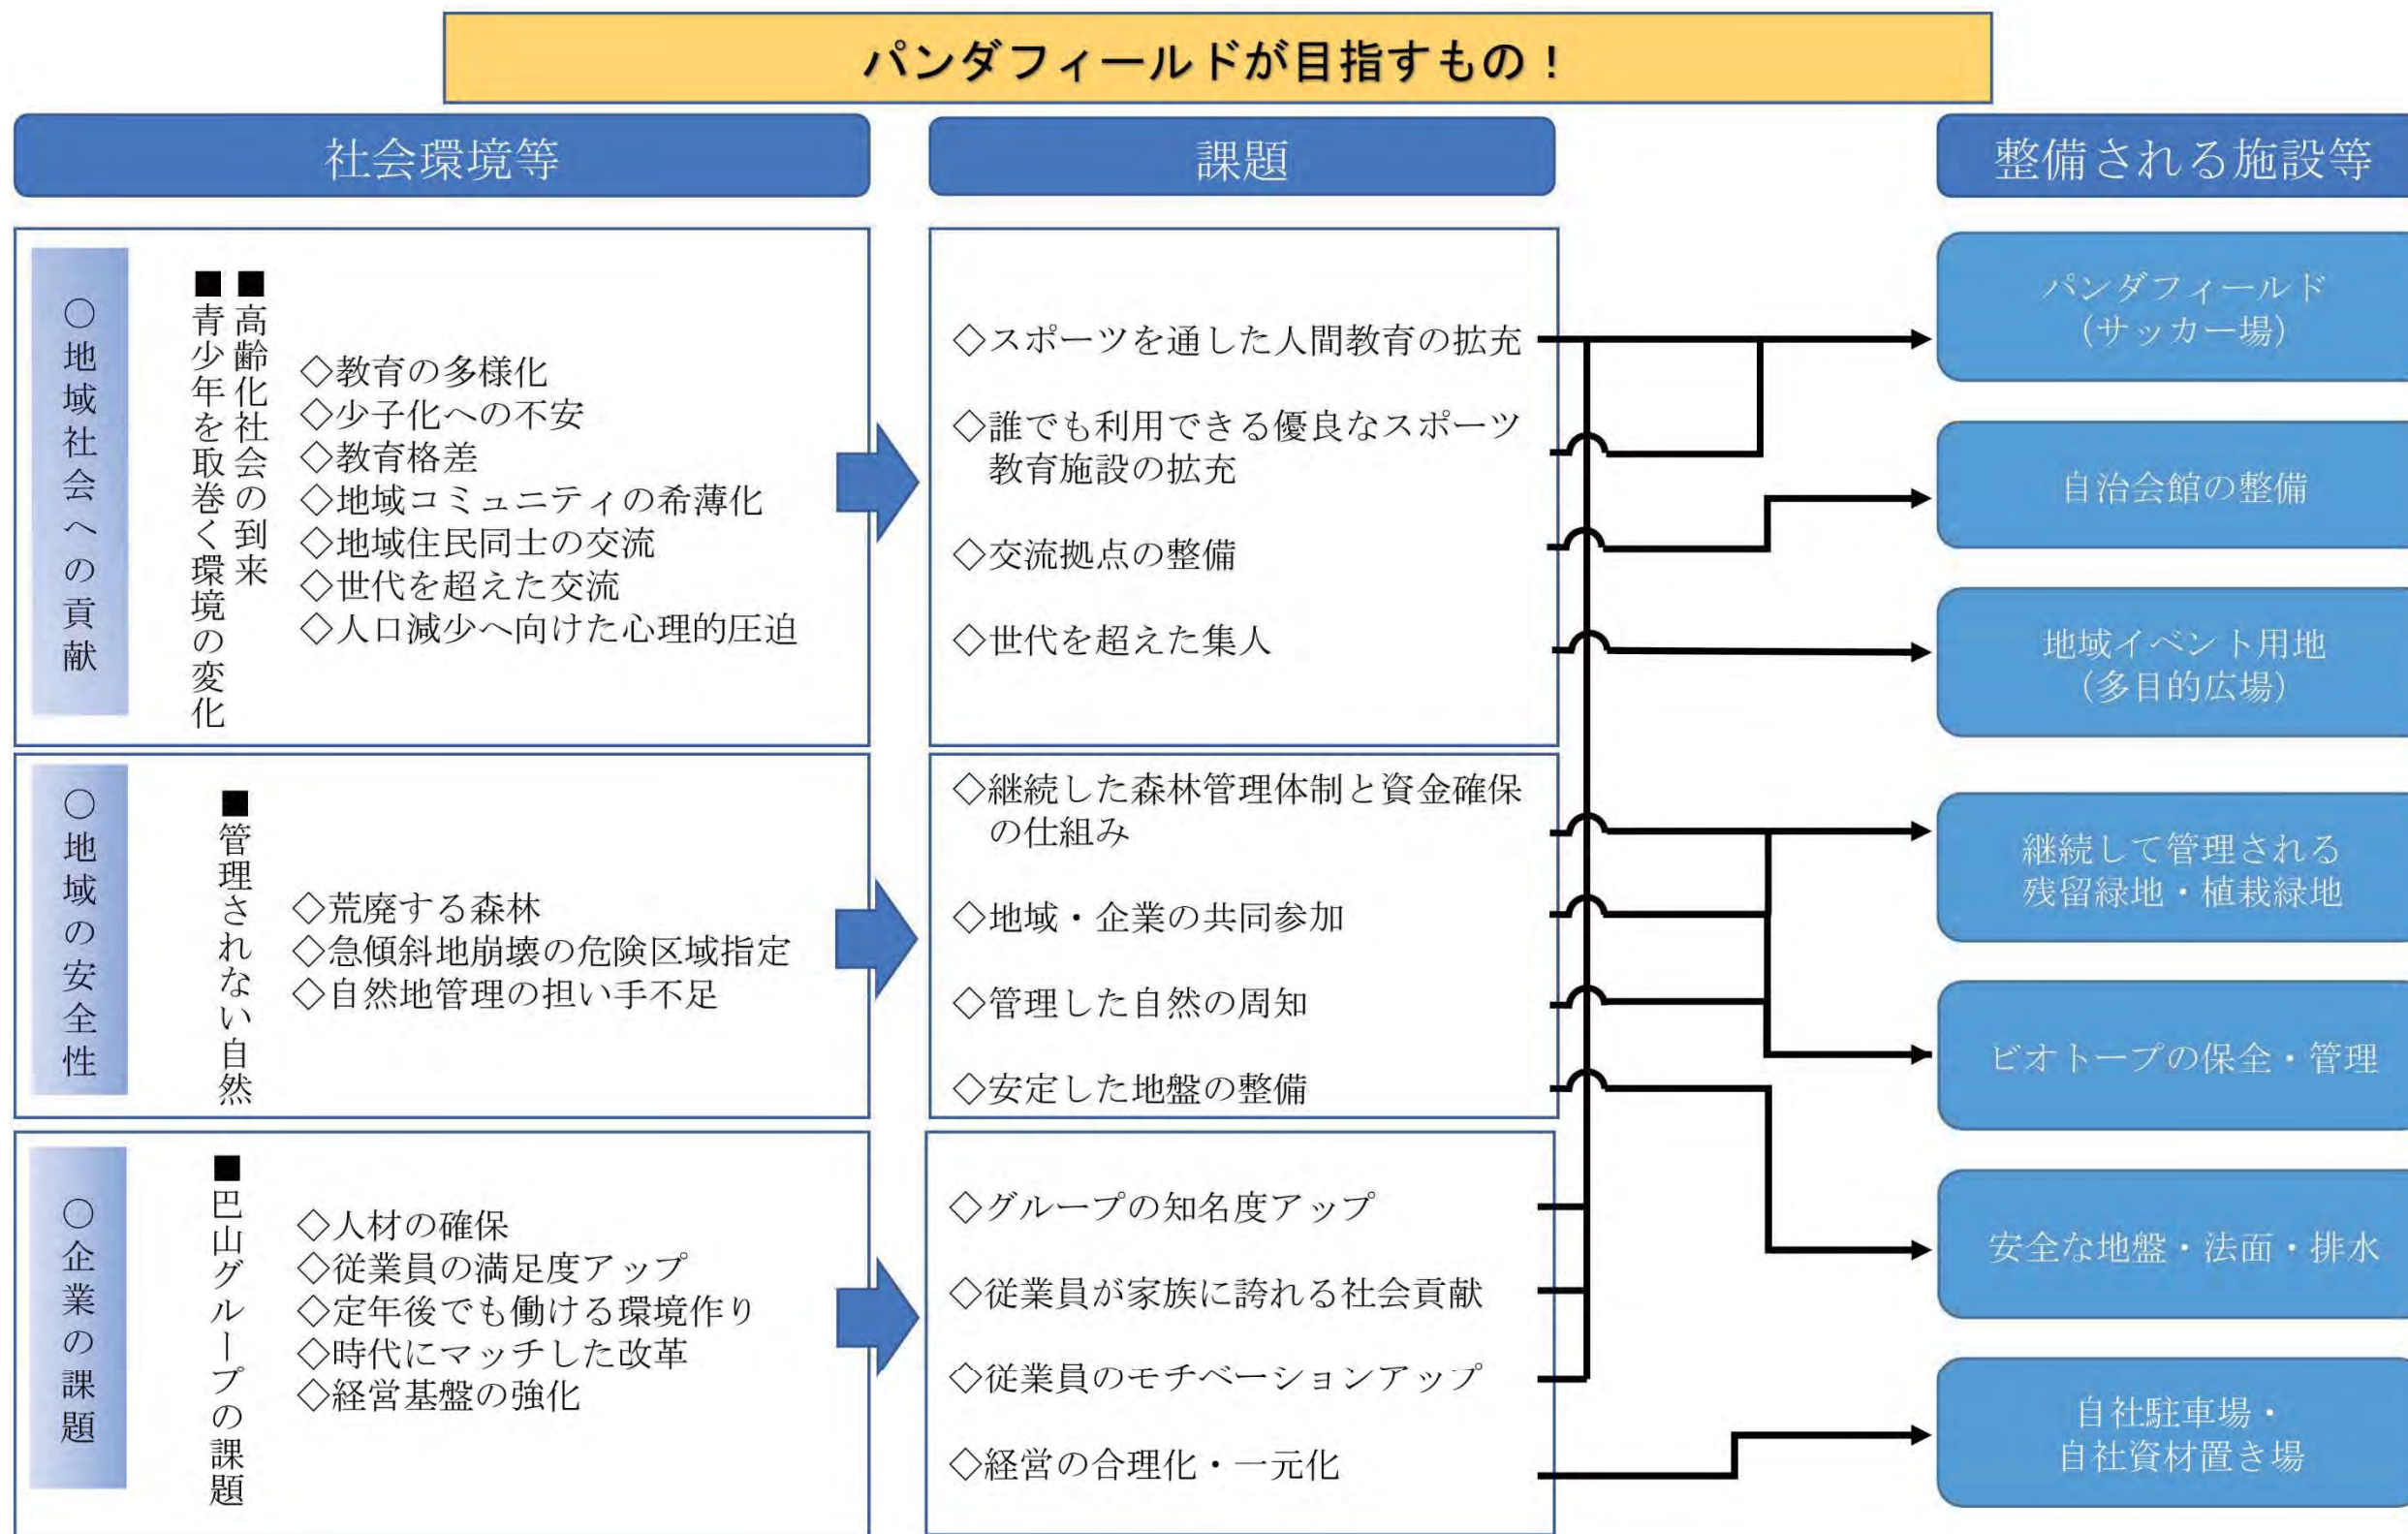 パンダフィールドが目指すもの！
社会環境等
課題
整備される施設等
○地域社会への貢献
■高齢化社会の到来
■青少年を取巻く環境の変化
◇教育の多様化
◇少子化への不安
◇教育格差
◇地域コミュニティの希薄化
◇地域住民同士の交流
◇世代を超えた交流
◇人口減少へ向けた心理的圧迫
◇スポーツを通した人間教育の拡充
◇誰でも利用できる優良なスポーツ
教育施設の拡充
◇交流拠点の整備
◇世代を超えた集人
パンダフィールド
（サッカー場）
自治会館の整備
地域イベント用地
（多目的広場）
○地域の安全性
■管理されない自然
◇荒廃する森林
◇急傾斜地崩壊の危険区域指定
◇自然地管理の担い手不足
◇継続した森林管理体制と資金確保
の仕組み
◇地域・企業の共同参加
◇管理した自然の周知
◇安定した地盤の整備
継続して管理される
残留緑地・植栽緑地
ビオトープの保全・管理
安全な地盤・法面・排水
○企業の課題
■巴山グループの課題
◇人材の確保
◇従業員の満足度アップ
◇定年後でも働ける環境作り
◇時代にマッチした改革
◇経営基盤の強化
◇グループの知名度アップ
◇従業員が家族に誇れる社会貢献
◇従業員のモチベーションアップ
◇経営の合理化・一元化
自社駐車場・
自社資材置き場